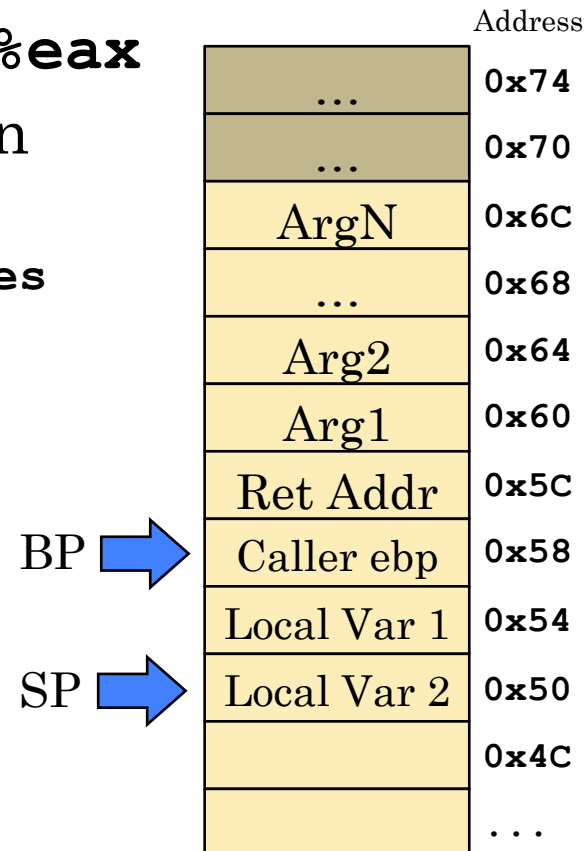 Address
%eax
... 0x74
n
... 0x70
ArgN 0x6C
es
... 0x68
Arg2 0x64
Arg1 0x60
Ret Addr 0x5C
BP Caller ebp 0x58
Local Var 1 0x54
SP Local Var 2 0x50
0x4C
...